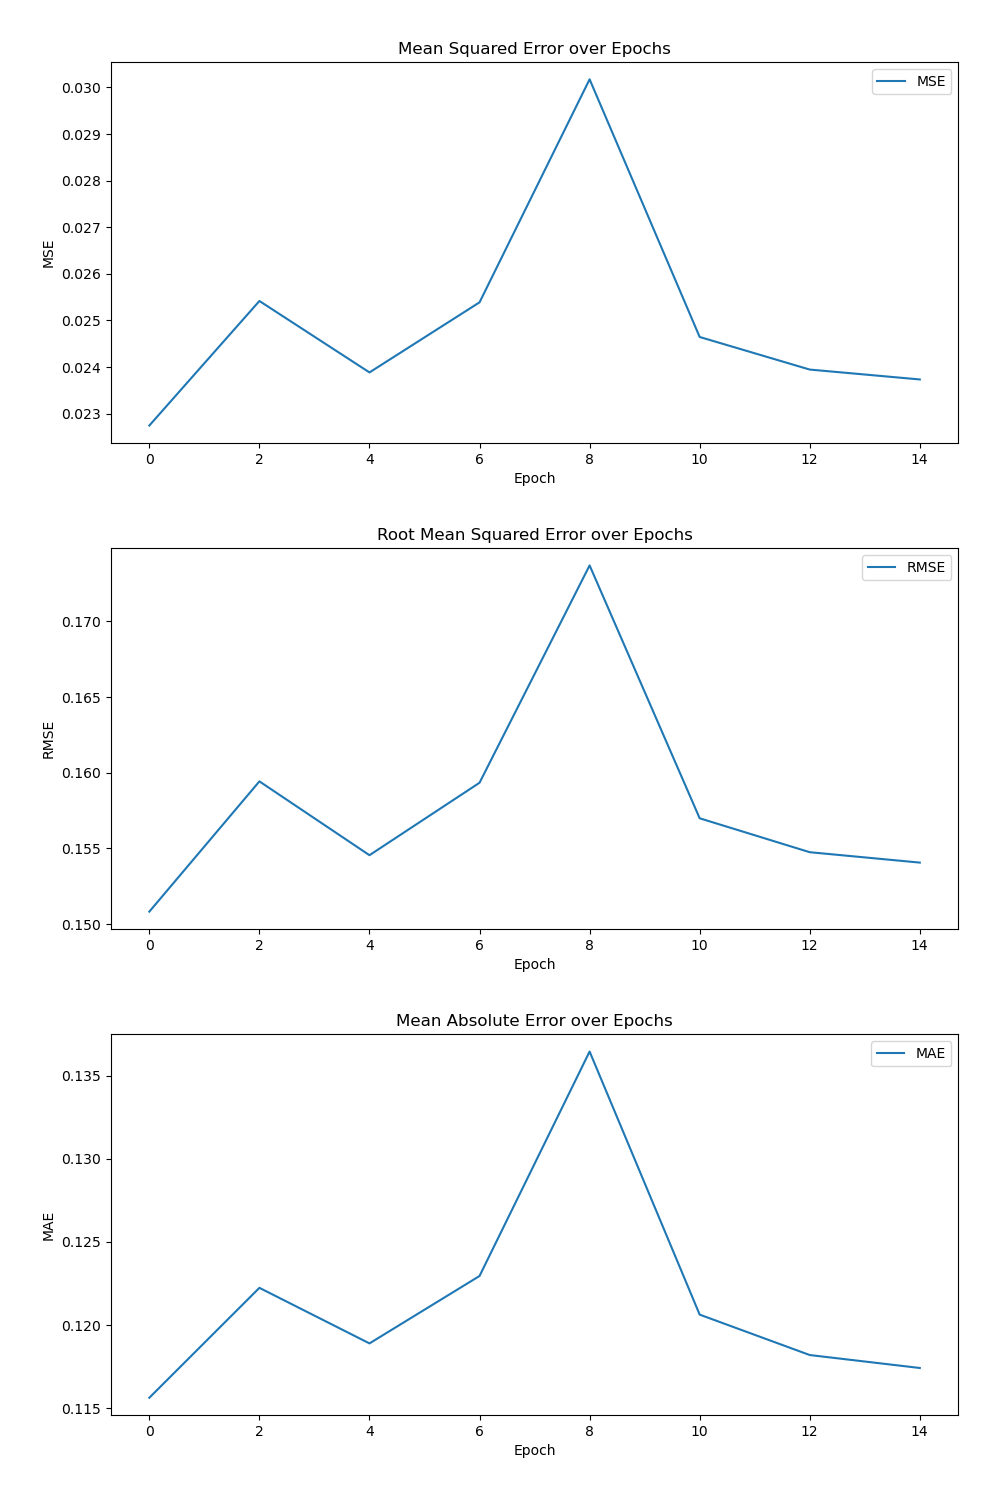 Mean Squared Error over Epochs
MSE
0.030
0.029
0.028
0.027
0.026
0.025
0.024
0.023
MSE
0 2 4 6 8 10 12 14
Epoch
Root Mean Squared Error over Epochs
RMSE
0.170
0.165
0.160
0.155
0.150
RMSE
0 2 4 6 8 10 12 14
Epoch
Mean Absolute Error over Epochs
MAE
0.135
0.130
0.125
0.120
0.115
MAE
0 2 4 6 8 10 12 14
Epoch